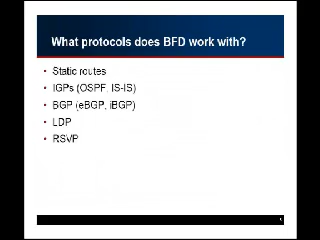 What protocols does BFD work with?
• Static routes
• IGPs (OSPF, IS-IS)
• BGP (eBGP, iBGP)
• LDP
• RSVP